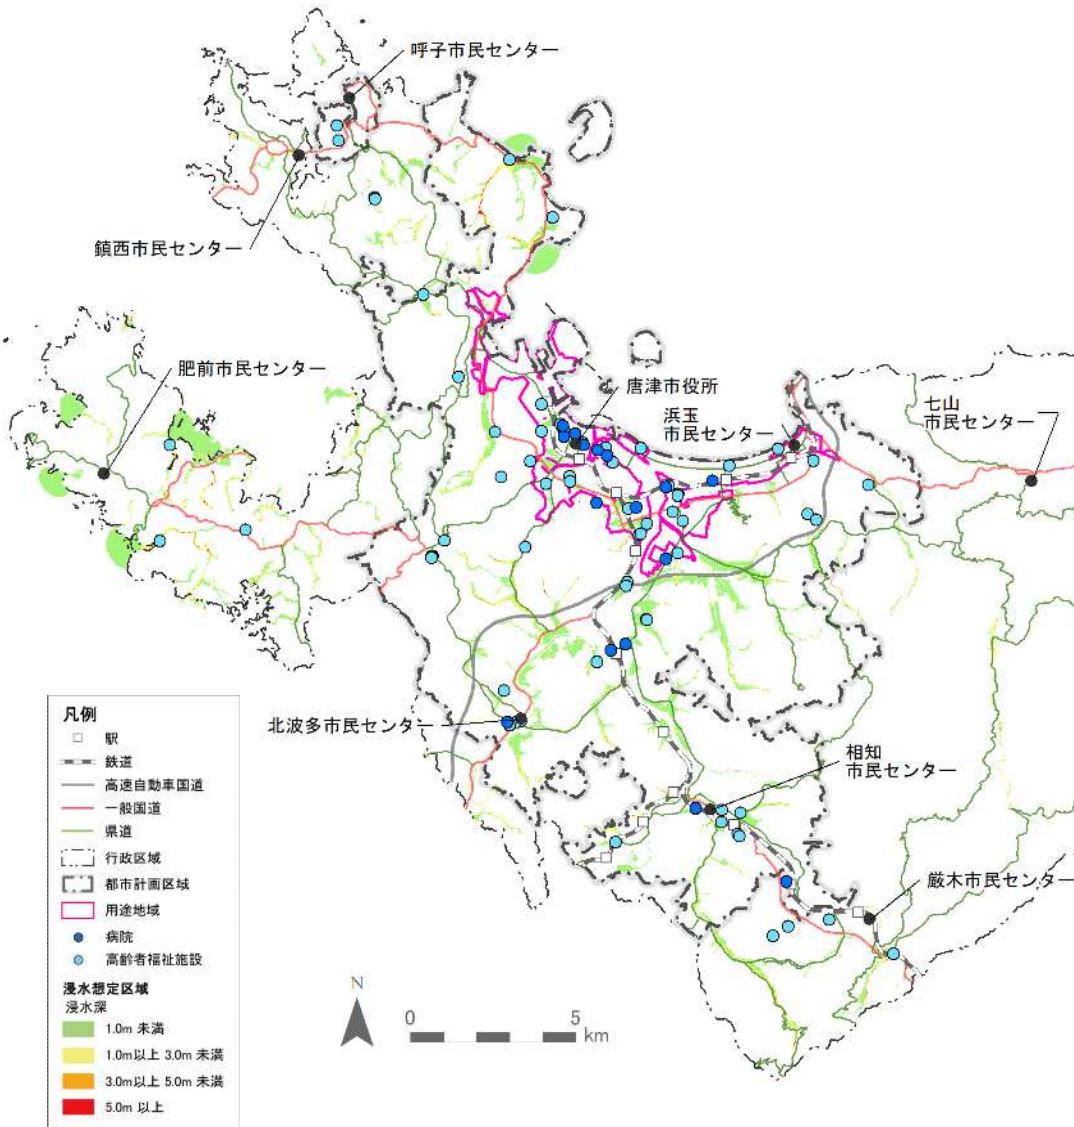 呼子市民センター
鎮西市民センター
肥前市民センター
唐津市役所
浜玉
市民センター
七山
市民センター
北波多市民センター
相知
市民センター
厳木市民センター
凡例
駅
鉄道
高速自動車国道
一般国道
県道
行政区域
都市計画区域
用途地域
病院
高齢者福祉施設
浸水想定区域
浸水深
1.0m 未満
1.0m以上 3.0m 未満
3.0m以上 5.0m 未満
5.0m 以上
N
0 5
km